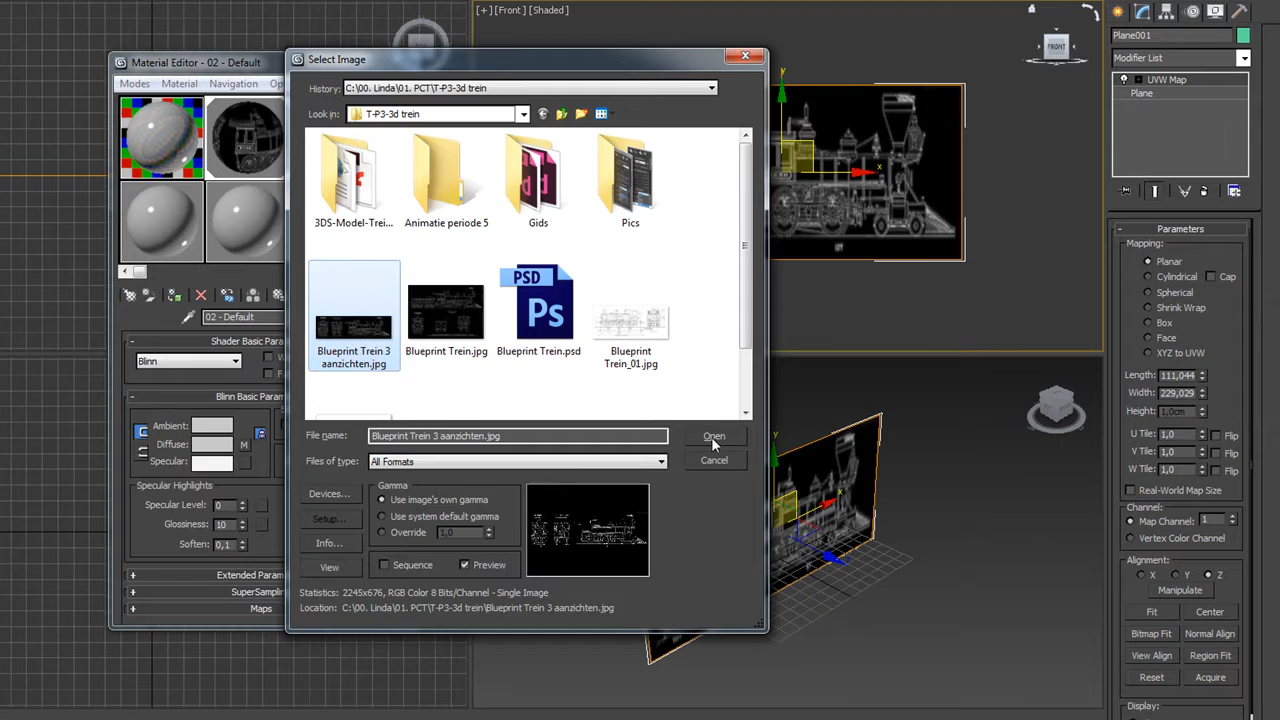 [+] [Front] [Shaded]
FRONT
Plane001
Modifier List
UVW Map
Plane
Material Editor - 02 - Default
Modes Material Navigation
02 - Default
Blinn
Blinn Basic Param
Ambient:
Diffuse:
M
Specular:
Specular Highlights
Specular Level: 0
Glossiness: 10
Soften: 0,1
Maps
Select Image
History: C:\00. Linda\01. PCT\T-P3-3d trein
Look in: T-P3-3d trein
3DS-Model-Trei...
Animatie periode 5
Gids
Pics
Blueprint Trein 3 aanzichten.jpg
Blueprint Trein.jpg
PSD
Ps
Blueprint Trein.psd
Blueprint Trein_01.jpg
File name: Blueprint Trein 3 aanzichten.jpg
Open
Files of type: All Formats
Cancel
Devices...
Setup...
Info...
View
Gamma
Use image's own gamma
Use system default gamma
Override 1,0
Sequence
Preview
Statistics: 2245x676, RGB Color 8 Bits/Channel - Single Image
Location: C:\00. Linda\01. PCT\T-P3-3d trein\Blueprint Trein 3 aanzichten.jpg
y
x
y
x
Parameters
Mapping:
Planar
Cylindrical Cap
Spherical
Shrink Wrap
Box
Face
XYZ to UVW
Length: 111,044
Width: 229,029
Height: 1,0cm
U Tile: 1,0 Flip
V Tile: 1,0 Flip
W Tile: 1,0 Flip
Real-World Map Size
Channel:
Map Channel: 1
Vertex Color Channel
Alignment:
X Y Z
Manipulate
Fit Center
Bitmap Fit Normal Align
View Align Region Fit
Reset Acquire
Display: